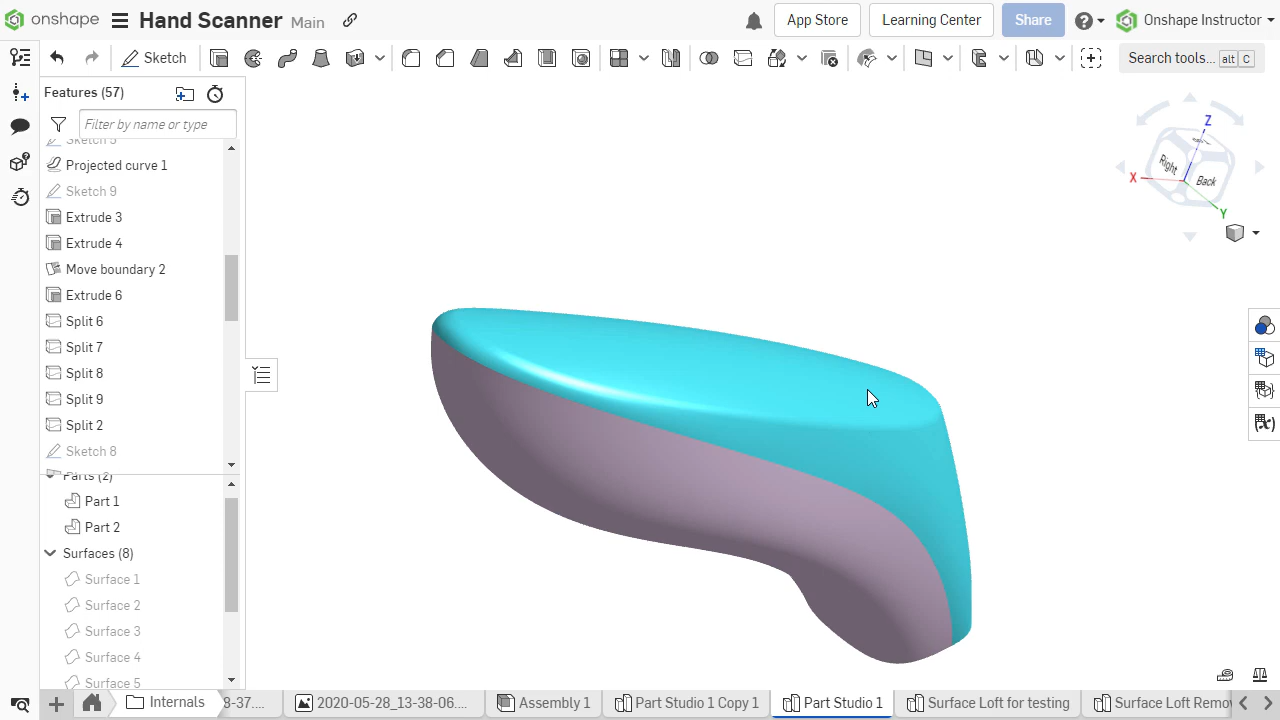 onshape Hand Scanner Main App Store Learning Center Share Onshape Instructor
Sketch Search tools... alt C
Features (57)
Filter by name or type
Sketch 5
Projected curve 1
Sketch 9
Extrude 3
Extrude 4
Move boundary 2
Extrude 6
Split 6
Split 7
Split 8
Split 9
Split 2
Sketch 8
Parts (2)
Part 1
Part 2
Surfaces (8)
Surface 1
Surface 2
Surface 3
Surface 4
Surface 5
Z
Right
Back
X
Y
(x)
Internals 3-37.... 2020-05-28_13-38-06.... Assembly 1 Part Studio 1 Copy 1 Part Studio 1 Surface Loft for testing Surface Loft Remo